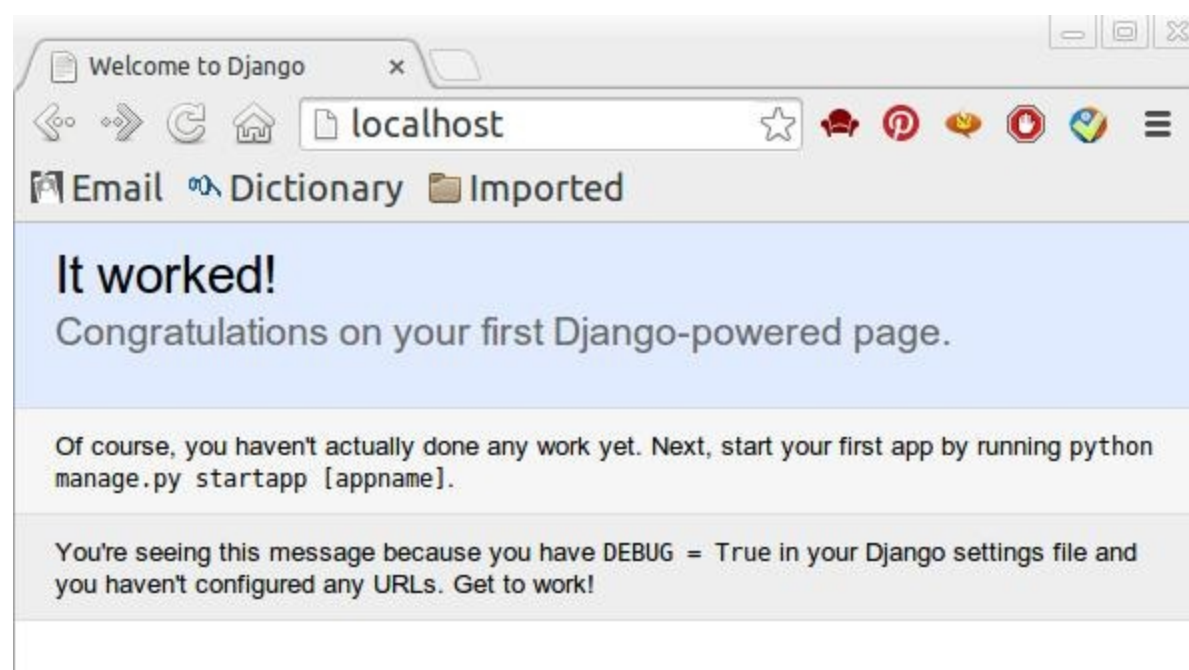 Welcome to Django
localhost
Email Dictionary Imported
It worked!
Congratulations on your first Django-powered page.
Of course, you haven't actually done any work yet. Next, start your first app by running python
manage.py startapp [appname].
You're seeing this message because you have DEBUG = True in your Django settings file and
you haven't configured any URLs. Get to work!